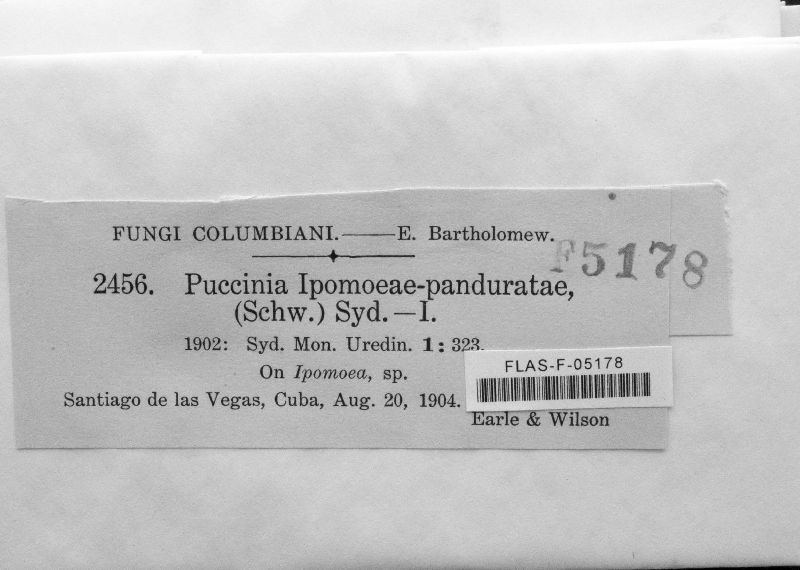 FUNGI COLUMBIANI.——E. Bartholomew.
F5178
2456. Puccinia Ipomoeae-panduratae,
(Schw.) Syd.—I.
1902: Syd. Mon. Uredin. 1: 323.
On Ipomoea, sp.
FLAS-F-05178
Santiago de las Vegas, Cuba, Aug. 20, 1904.
Earle & Wilson